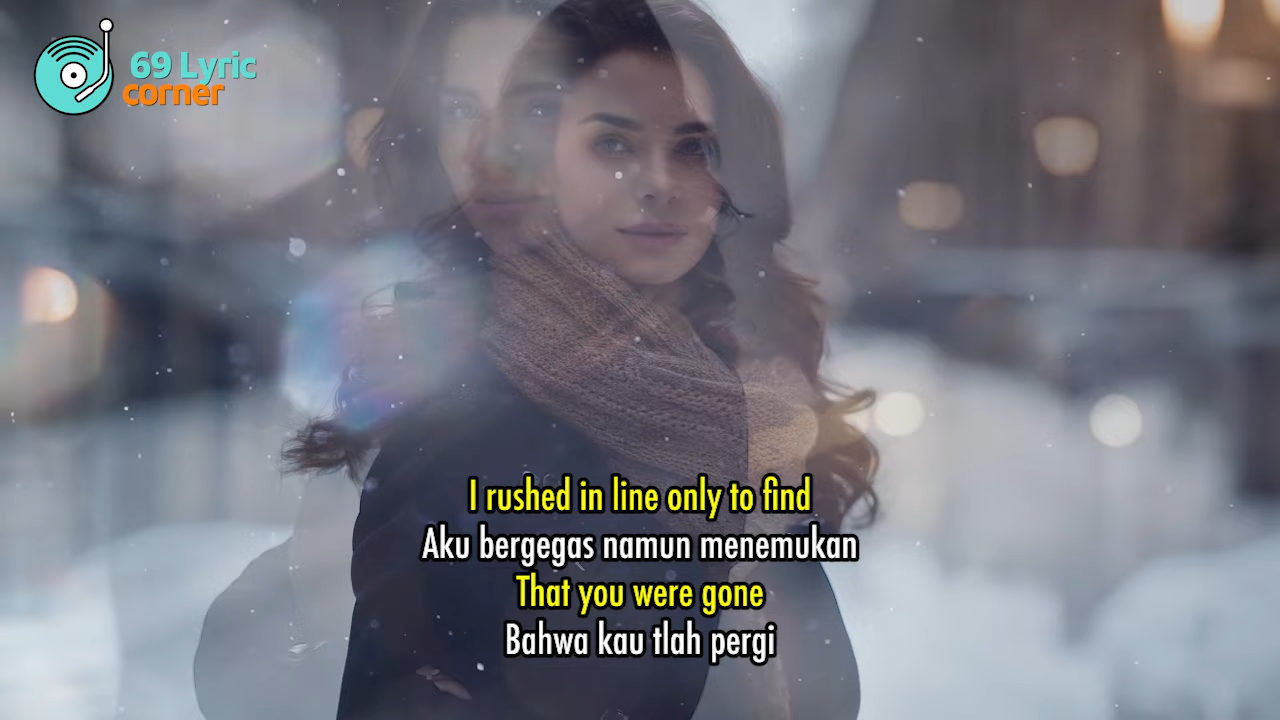 69 Lyric
corner
I rushed in line only to find
Aku bergegas namun menemukan
That you were gone
Bahwa kau tlah pergi